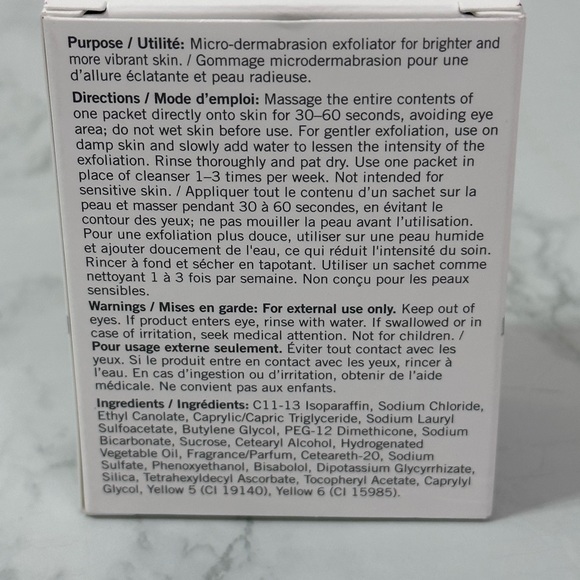 Purpose / Utilité: Micro-dermabrasion exfoliator for brighter and
more vibrant skin. / Gommage microdermabrasion pour une
d'allure éclatante et peau radieuse.
Directions / Mode d'emploi: Massage the entire contents of
one packet directly onto skin for 30–60 seconds, avoiding eye
area; do not wet skin before use. For gentler exfoliation, use on
damp skin and slowly add water to lessen the intensity of the
exfoliation. Rinse thoroughly and pat dry. Use one packet in
place of cleanser 1–3 times per week. Not intended for
sensitive skin. / Appliquer tout le contenu d'un sachet sur la
peau et masser pendant 30 à 60 secondes, en évitant le
contour des yeux; ne pas mouiller la peau avant l'utilisation.
Pour une exfoliation plus douce, utiliser sur une peau humide
et ajouter doucement de l'eau, ce qui réduit l'intensité du soin.
Rincer à fond et sécher en tapotant. Utiliser un sachet comme
nettoyant 1 à 3 fois par semaine. Non conçu pour les peaux
sensibles.
Warnings / Mises en garde: For external use only. Keep out of
eyes. If product enters eye, rinse with water. If swallowed or in
case of irritation, seek medical attention. Not for children. /
Pour usage externe seulement. Éviter tout contact avec les
yeux. Si le produit entre en contact avec les yeux, rincer à
l'eau. En cas d'ingestion ou d'irritation, obtenir de l'aide
médicale. Ne convient pas aux enfants.
Ingredients / Ingrédients: C11-13 Isoparaffin, Sodium Chloride,
Ethyl Canolate, Caprylic/Capric Triglyceride, Sodium Lauryl
Sulfoacetate, Butylene Glycol, PEG-12 Dimethicone, Sodium
Bicarbonate, Sucrose, Cetearyl Alcohol, Hydrogenated
Vegetable Oil, Fragrance/Parfum, Ceteareth-20, Sodium
Sulfate, Phenoxyethanol, Bisabolol, Dipotassium Glycyrrhizate,
Silica, Tetrahexyldecyl Ascorbate, Tocopheryl Acetate, Caprylyl
Glycol, Yellow 5 (CI 19140), Yellow 6 (CI 15985).